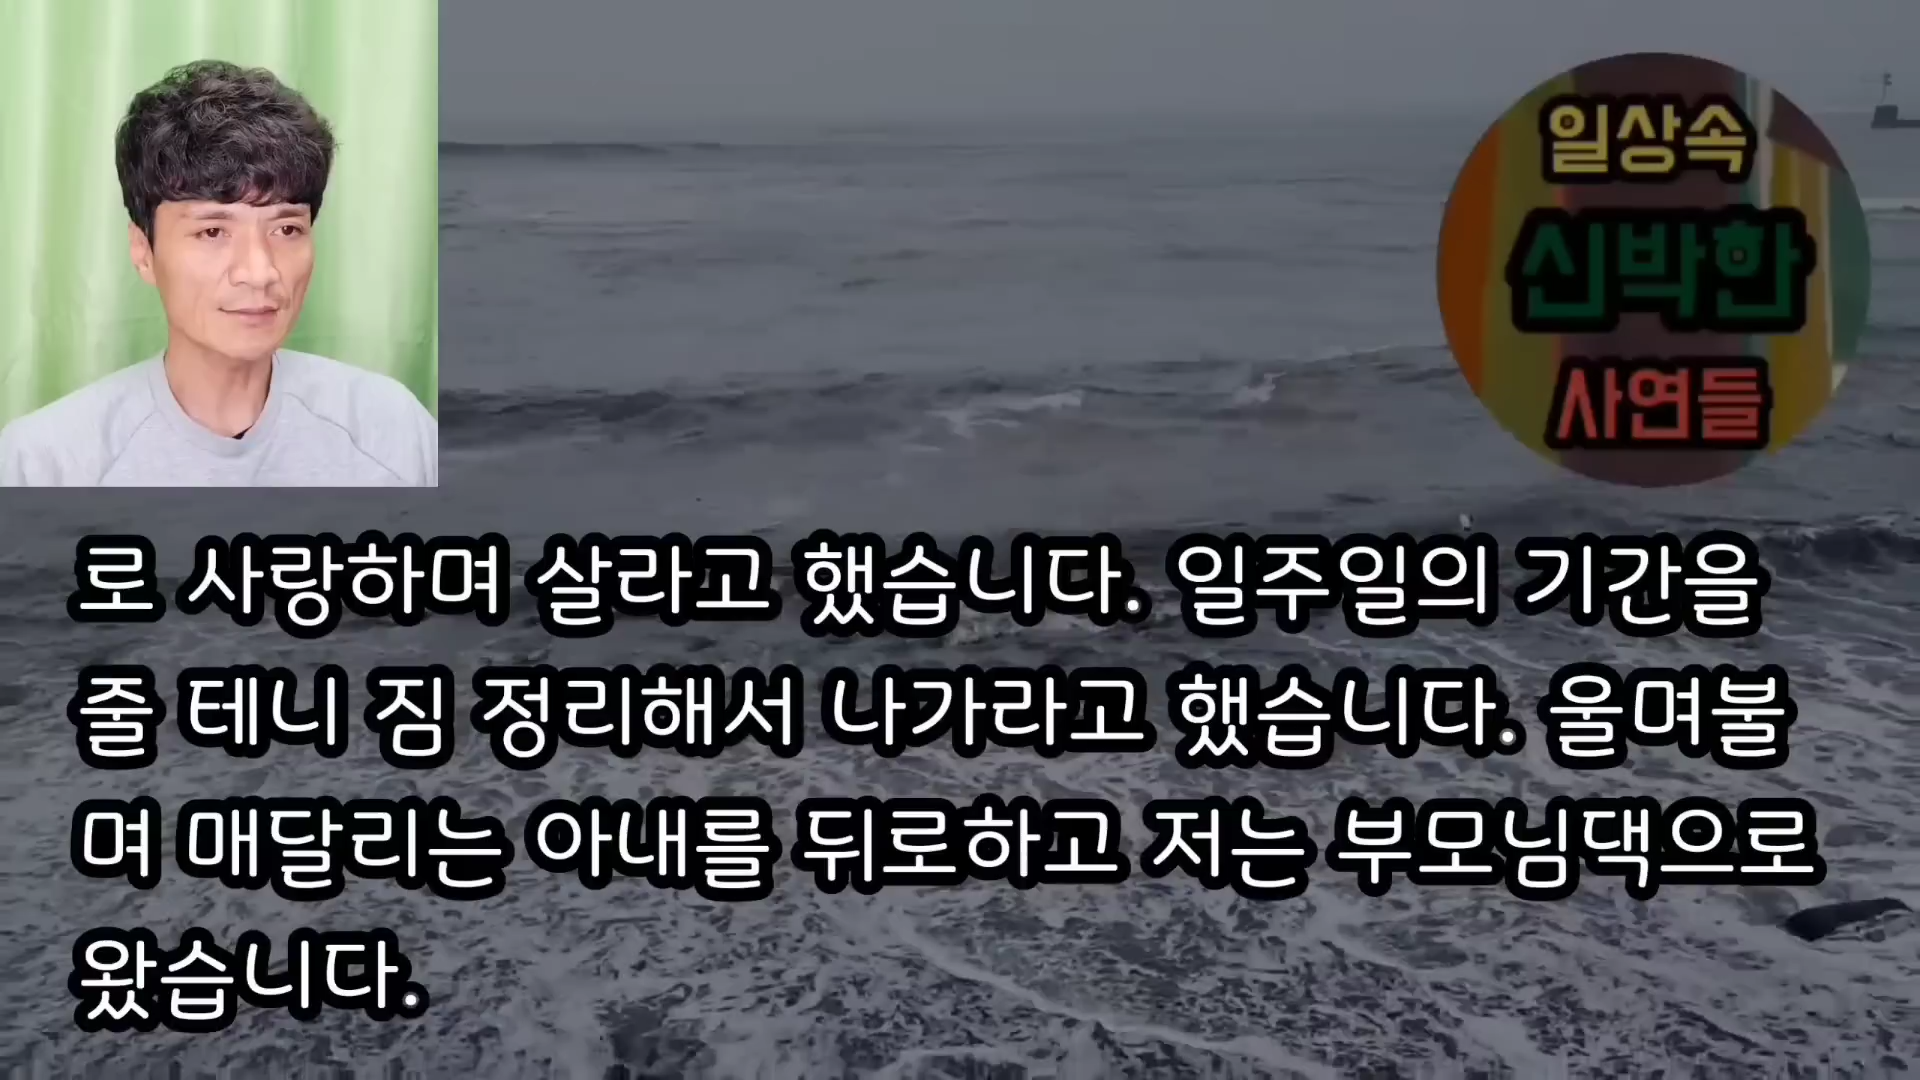 일상속
신박한
사연들
로 사랑하며 살라고 했습니다. 일주일의 기간을
줄 테니 짐 정리해서 나가라고 했습니다. 울며불
며 매달리는 아내를 뒤로하고 저는 부모님댁으로
왔습니다.